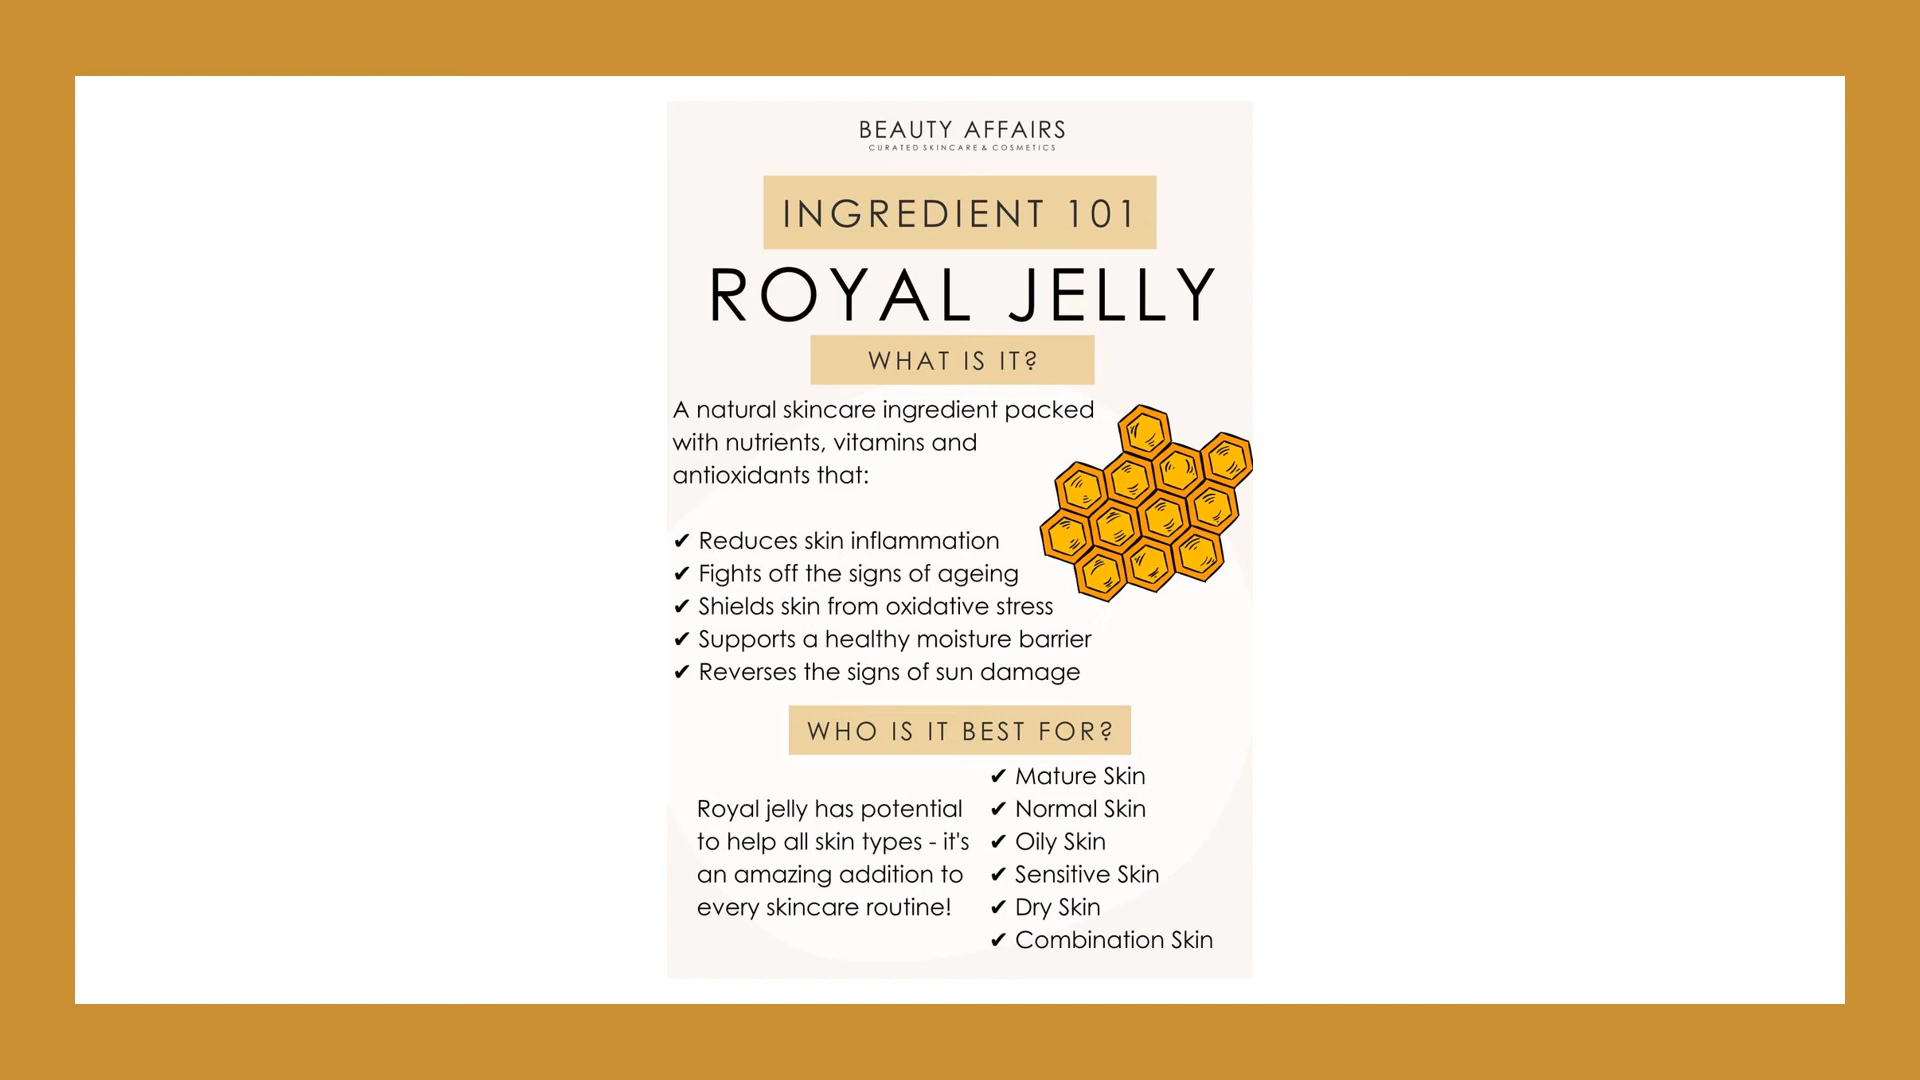 BEAUTY AFFAIRS
CURATED SKINCARE & COSMETICS
INGREDIENT 101
ROYAL JELLY
WHAT IS IT?
A natural skincare ingredient packed
with nutrients, vitamins and
antioxidants that:
✔ Reduces skin inflammation
✔ Fights off the signs of ageing
✔ Shields skin from oxidative stress
✔ Supports a healthy moisture barrier
✔ Reverses the signs of sun damage
WHO IS IT BEST FOR?
Royal jelly has potential
to help all skin types - it's
an amazing addition to
every skincare routine!
✔ Mature Skin
✔ Normal Skin
✔ Oily Skin
✔ Sensitive Skin
✔ Dry Skin
✔ Combination Skin